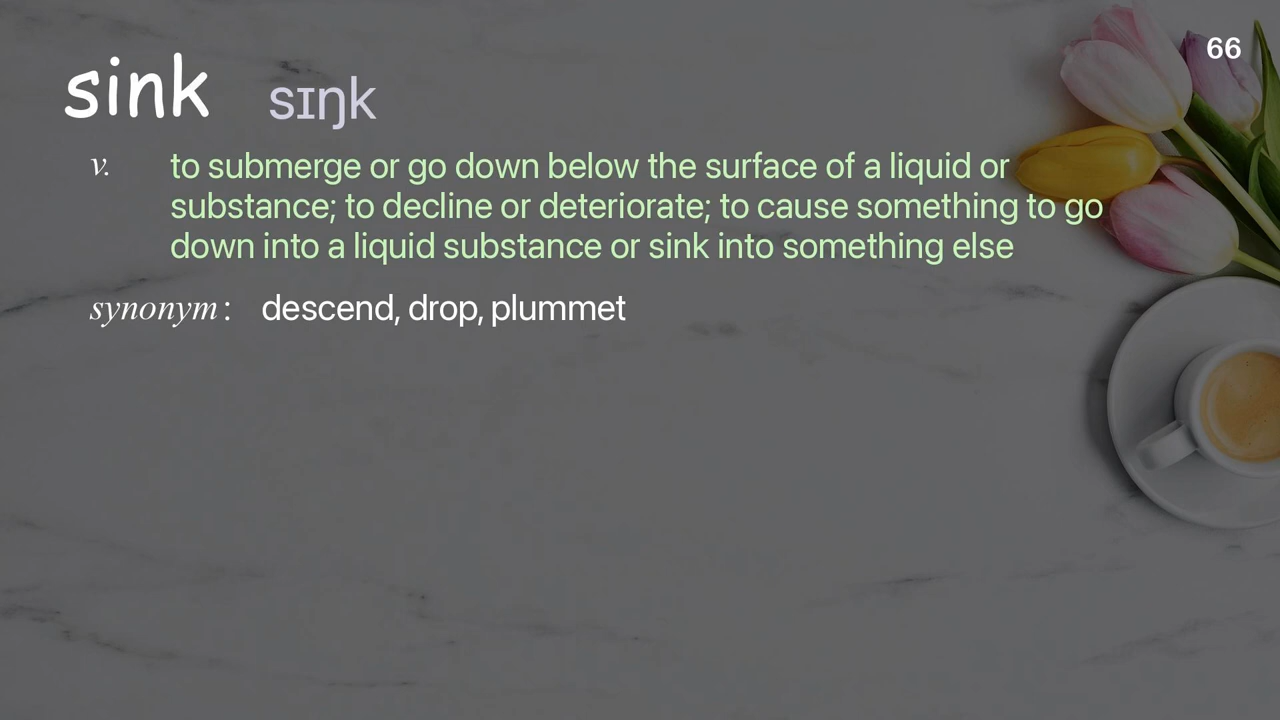 66
sink sɪŋk
v. to submerge or go down below the surface of a liquid or
substance; to decline or deteriorate; to cause something to go
down into a liquid substance or sink into something else
synonym : descend, drop, plummet